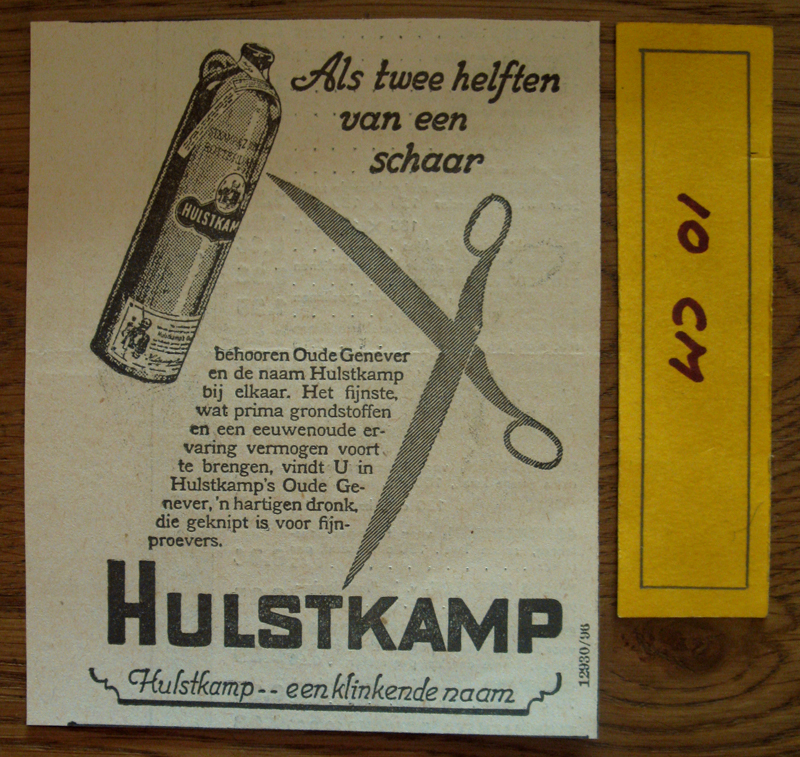 Als twee helften
van een
schaar
HULSTKAM
behooren Oude Genever
en de naam Hulstkamp
bij elkaar. Het fijnste,
wat prima grondstoffen
en een eeuwenoude er-
varing vermogen voort
te brengen, vindt U in
Hulstkamp's Oude Ge-
never, 'n hartigen dronk,
die geknipt is voor fijn-
proevers.
HULSTKAMP
Hulstkamp-- een klinkende naam
12930/96
10 CM